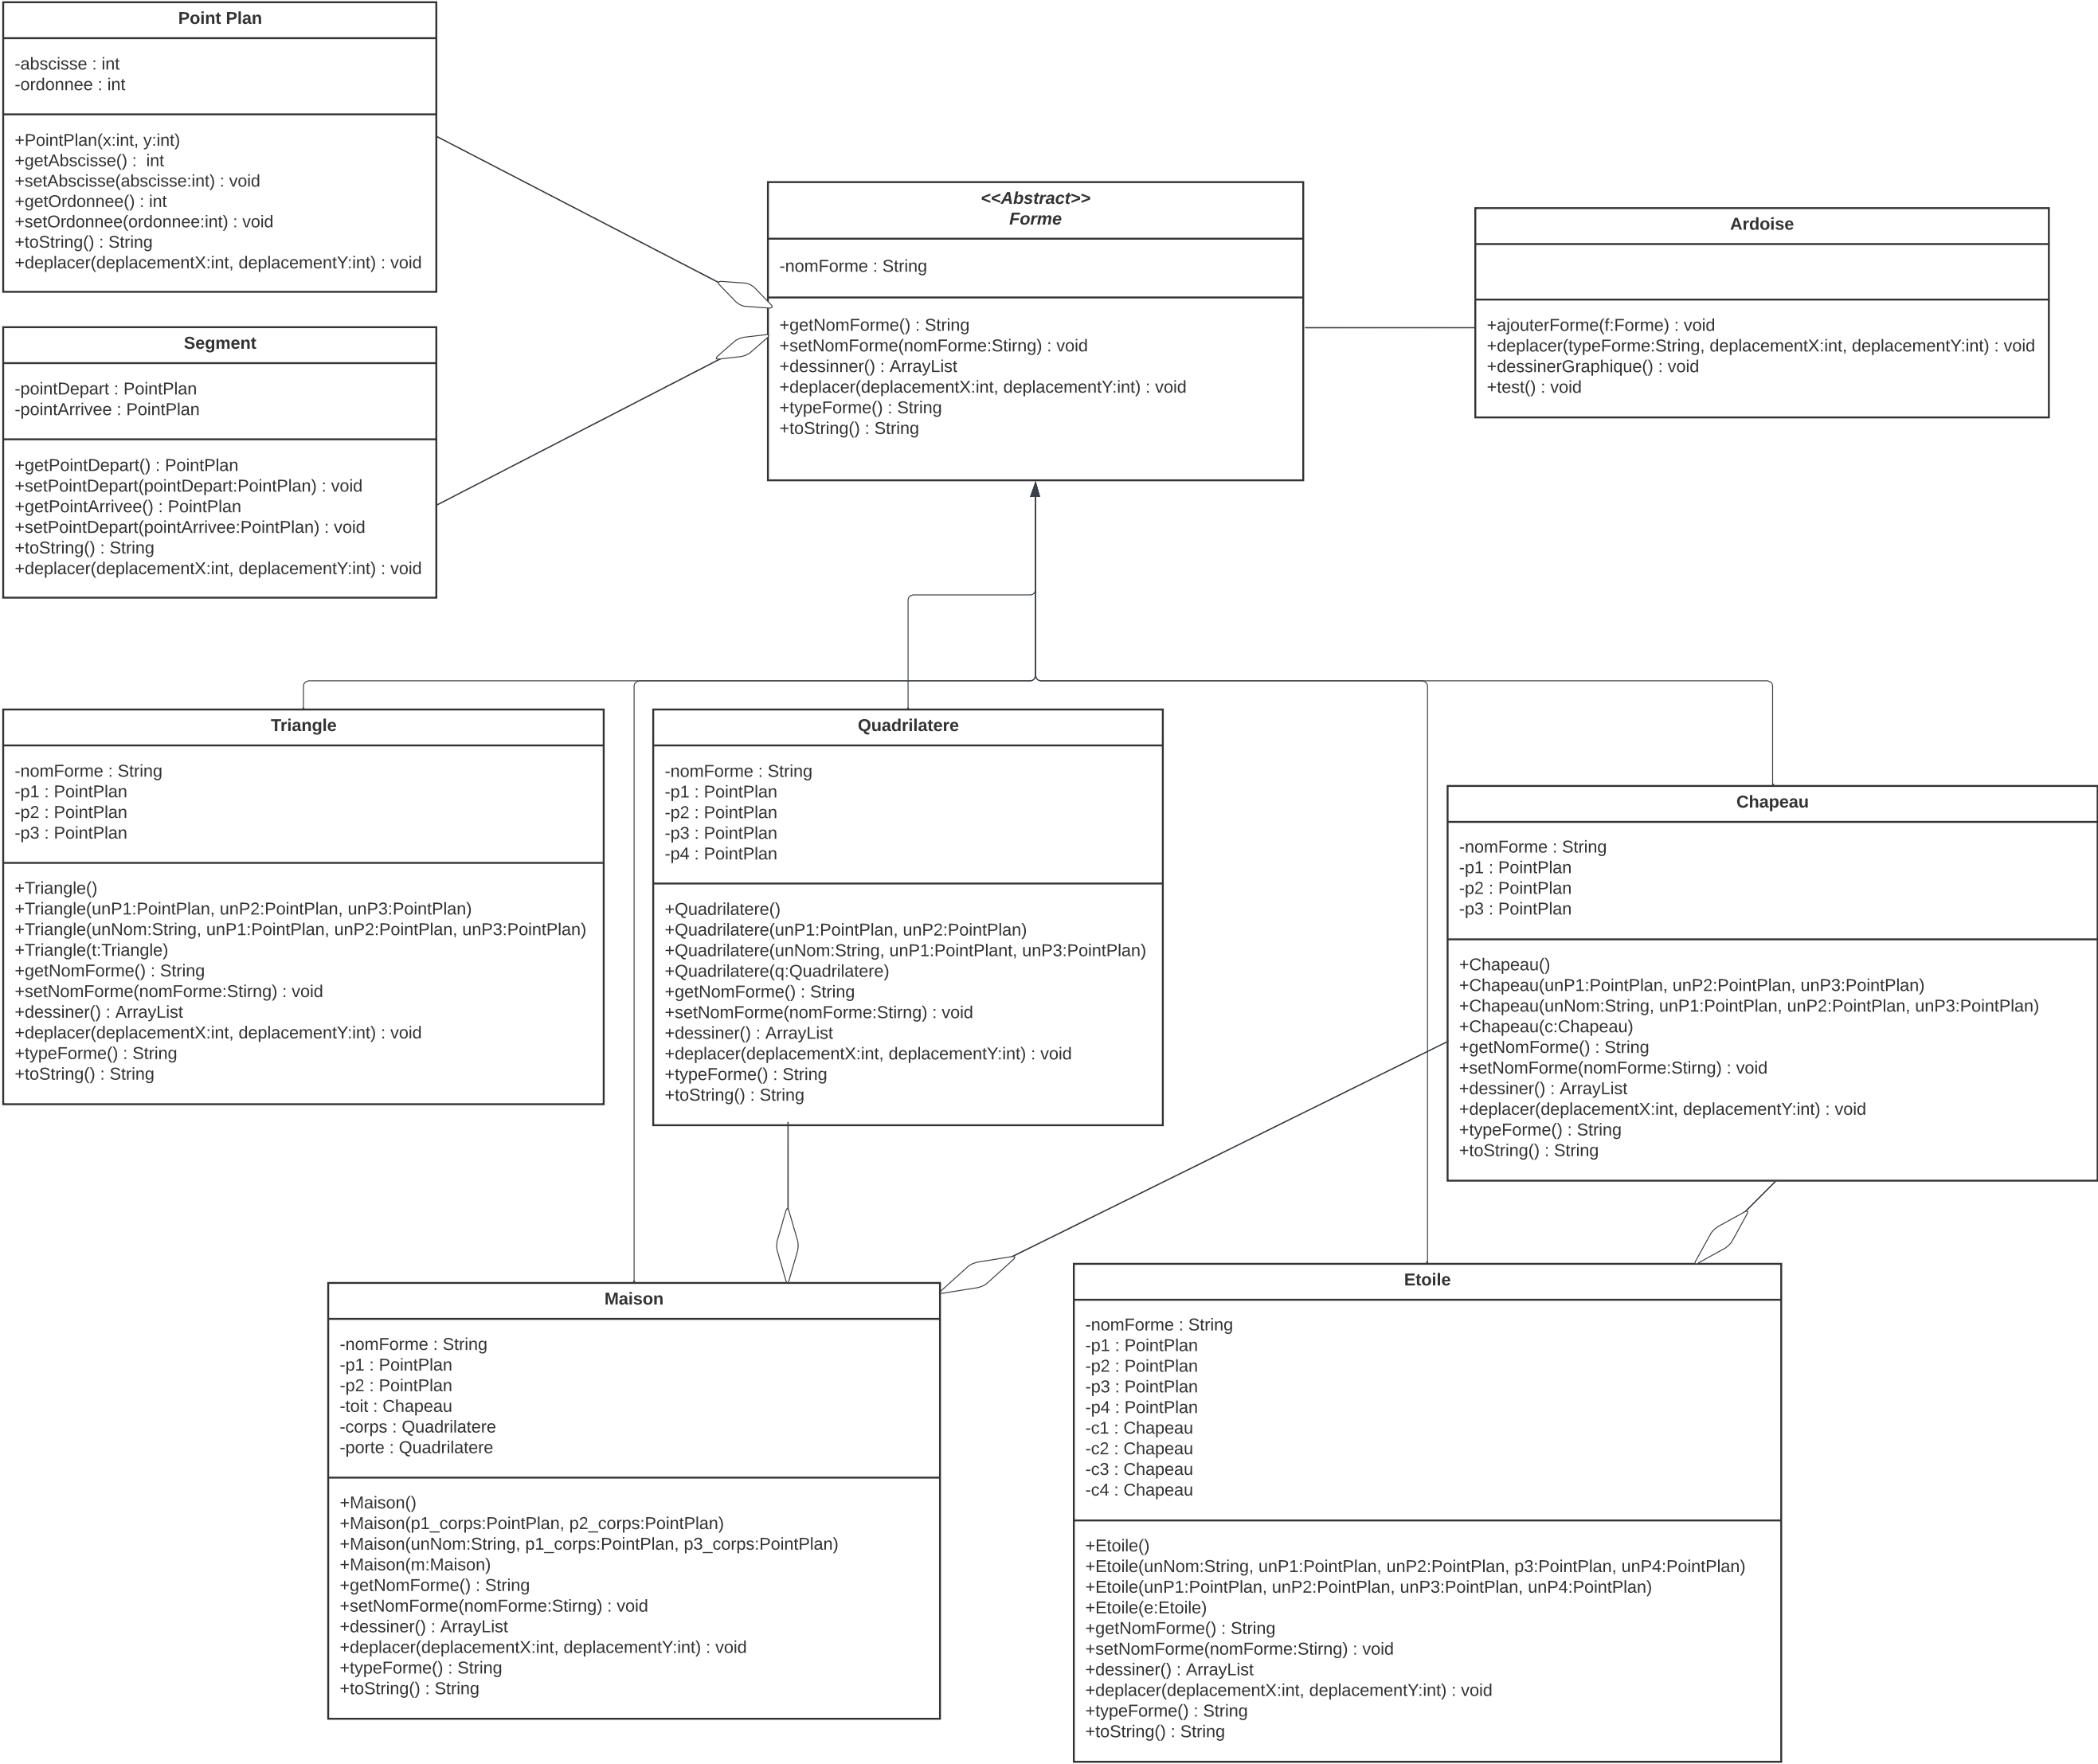 Point Plan
-abscisse : int
-ordonnee : int
+PointPlan(x:int, y:int)
+getAbscisse() :  int
+setAbscisse(abscisse:int) : void
+getOrdonnee() : int
+setOrdonnee(ordonnee:int) : void
+toString() : String
+deplacer(deplacementX:int, deplacementY:int) : void
Segment
-pointDepart : PointPlan
-pointArrivee : PointPlan
+getPointDepart() : PointPlan
+setPointDepart(pointDepart:PointPlan) : void
+getPointArrivee() : PointPlan
+setPointDepart(pointArrivee:PointPlan) : void
+toString() : String
+deplacer(deplacementX:int, deplacementY:int) : void
<<Abstract>>
Forme
-nomForme : String
+getNomForme() : String
+setNomForme(nomForme:Stirng) : void
+dessinner() : ArrayList
+deplacer(deplacementX:int, deplacementY:int) : void
+typeForme() : String
+toString() : String
Ardoise
+ajouterForme(f:Forme) : void
+deplacer(typeForme:String, deplacementX:int, deplacementY:int) : void
+dessinerGraphique() : void
+test() : void
Triangle
-nomForme : String
-p1 : PointPlan
-p2 : PointPlan
-p3 : PointPlan
+Triangle()
+Triangle(unP1:PointPlan, unP2:PointPlan, unP3:PointPlan)
+Triangle(unNom:String, unP1:PointPlan, unP2:PointPlan, unP3:PointPlan)
+Triangle(t:Triangle)
+getNomForme() : String
+setNomForme(nomForme:Stirng) : void
+dessiner() : ArrayList
+deplacer(deplacementX:int, deplacementY:int) : void
+typeForme() : String
+toString() : String
Quadrilatere
-nomForme : String
-p1 : PointPlan
-p2 : PointPlan
-p3 : PointPlan
-p4 : PointPlan
+Quadrilatere()
+Quadrilatere(unP1:PointPlan, unP2:PointPlan)
+Quadrilatere(unNom:String, unP1:PointPlant, unP3:PointPlan)
+Quadrilatere(q:Quadrilatere)
+getNomForme() : String
+setNomForme(nomForme:Stirng) : void
+dessiner() : ArrayList
+deplacer(deplacementX:int, deplacementY:int) : void
+typeForme() : String
+toString() : String
Chapeau
-nomForme : String
-p1 : PointPlan
-p2 : PointPlan
-p3 : PointPlan
+Chapeau()
+Chapeau(unP1:PointPlan, unP2:PointPlan, unP3:PointPlan)
+Chapeau(unNom:String, unP1:PointPlan, unP2:PointPlan, unP3:PointPlan)
+Chapeau(c:Chapeau)
+getNomForme() : String
+setNomForme(nomForme:Stirng) : void
+dessiner() : ArrayList
+deplacer(deplacementX:int, deplacementY:int) : void
+typeForme() : String
+toString() : String
Maison
-nomForme : String
-p1 : PointPlan
-p2 : PointPlan
-toit : Chapeau
-corps : Quadrilatere
-porte : Quadrilatere
+Maison()
+Maison(p1_corps:PointPlan, p2_corps:PointPlan)
+Maison(unNom:String, p1_corps:PointPlan, p3_corps:PointPlan)
+Maison(m:Maison)
+getNomForme() : String
+setNomForme(nomForme:Stirng) : void
+dessiner() : ArrayList
+deplacer(deplacementX:int, deplacementY:int) : void
+typeForme() : String
+toString() : String
Etoile
-nomForme : String
-p1 : PointPlan
-p2 : PointPlan
-p3 : PointPlan
-p4 : PointPlan
-c1 : Chapeau
-c2 : Chapeau
-c3 : Chapeau
-c4 : Chapeau
+Etoile()
+Etoile(unNom:String, unP1:PointPlan, unP2:PointPlan, p3:PointPlan, unP4:PointPlan)
+Etoile(unP1:PointPlan, unP2:PointPlan, unP3:PointPlan, unP4:PointPlan)
+Etoile(e:Etoile)
+getNomForme() : String
+setNomForme(nomForme:Stirng) : void
+dessiner() : ArrayList
+deplacer(deplacementX:int, deplacementY:int) : void
+typeForme() : String
+toString() : String